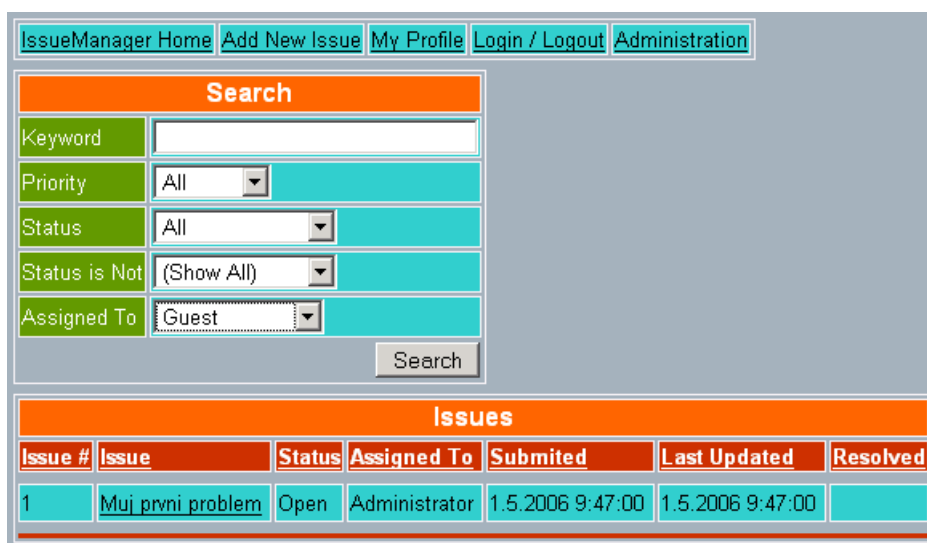 IssueManager Home Add New Issue My Profile Login / Logout Administration
Search
Keyword
Priority All
Status All
Status is Not (Show All)
Assigned To Guest
Search
Issues
Issue # Issue Status Assigned To Submited Last Updated Resolved
1 Muj prvni problem Open Administrator 1.5.2006 9:47:00 1.5.2006 9:47:00